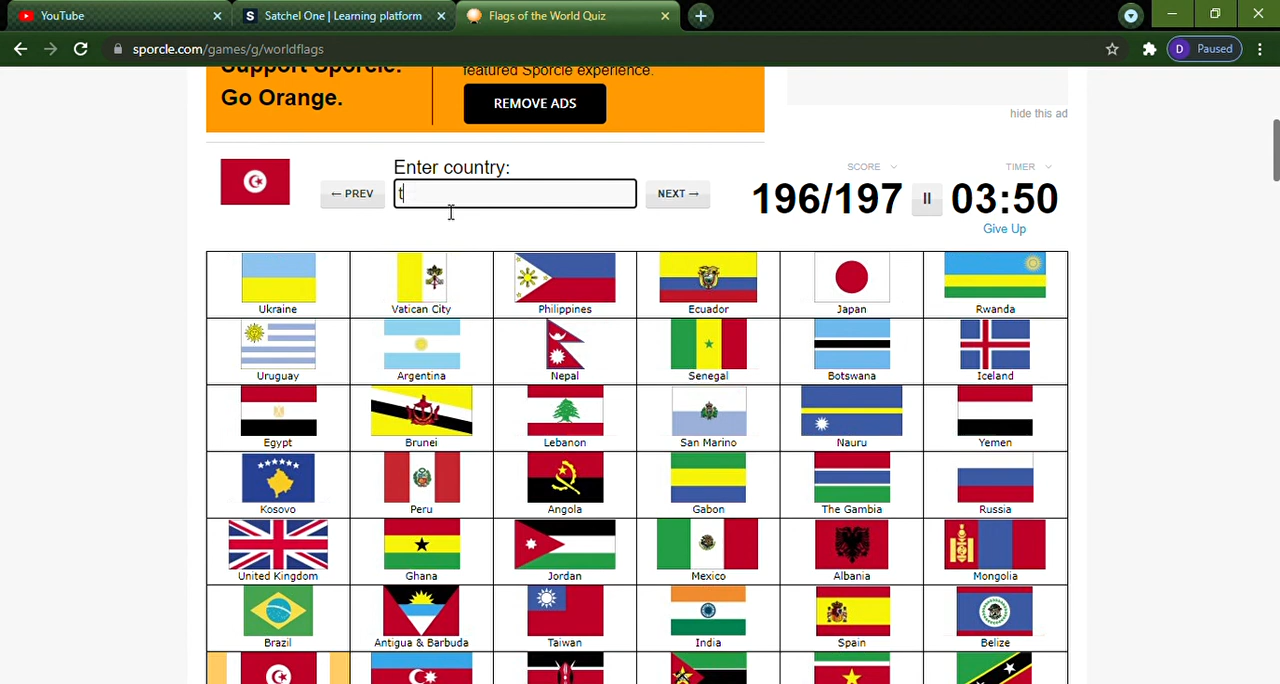 YouTube
Satchel One | Learning platform
Flags of the World Quiz
sporcle.com/games/g/worldflags
D Paused
Support Sporcle.
Go Orange.
featured Sporcle experience.
REMOVE ADS
hide this ad
Enter country:
← PREV
t
NEXT →
SCORE
196/197
TIMER
03:50
Give Up
Ukraine Vatican City Philippines Ecuador Japan Rwanda
Uruguay Argentina Nepal Senegal Botswana Iceland
Egypt Brunei Lebanon San Marino Nauru Yemen
Kosovo Peru Angola Gabon The Gambia Russia
United Kingdom Ghana Jordan Mexico Albania Mongolia
Brazil Antigua & Barbuda Taiwan India Spain Belize